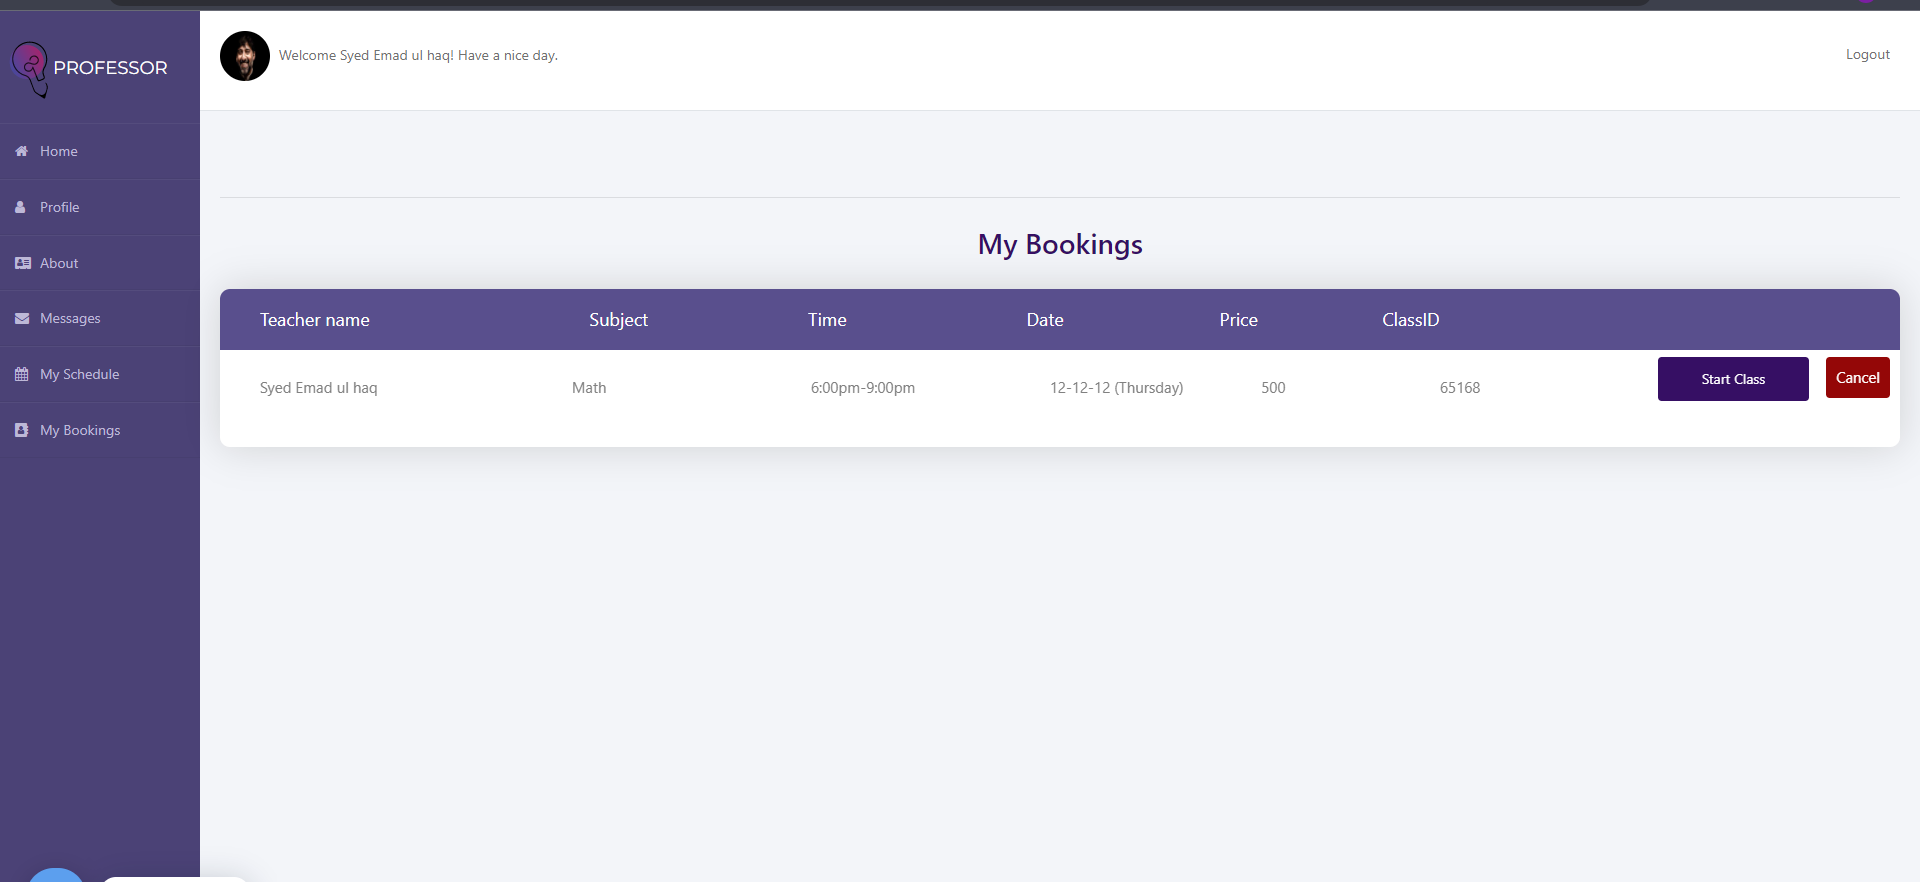 PROFESSOR
Welcome Syed Emad ul haq! Have a nice day.
Logout
Home
Profile
About
Messages
My Schedule
My Bookings
My Bookings
Teacher name Subject Time Date Price ClassID
Syed Emad ul haq Math 6:00pm-9:00pm 12-12-12 (Thursday) 500 65168 Start Class Cancel